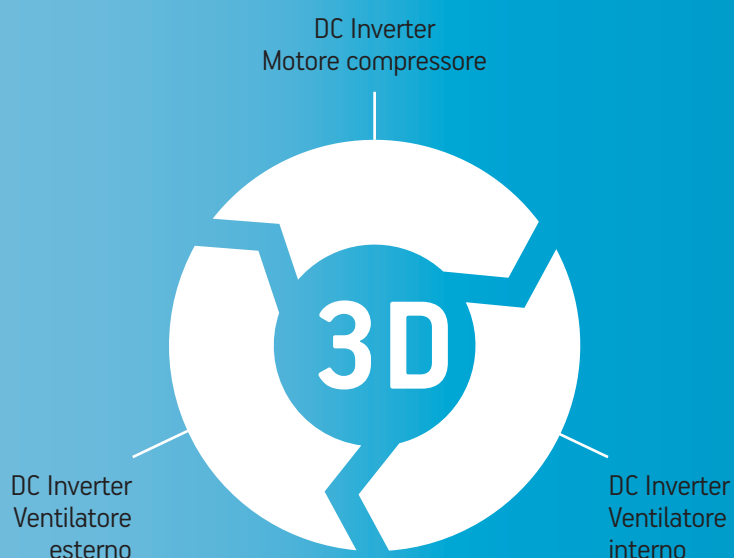 DC Inverter
Motore compressore
3D
DC Inverter
Ventilatore
esterno
DC Inverter
Ventilatore
interno